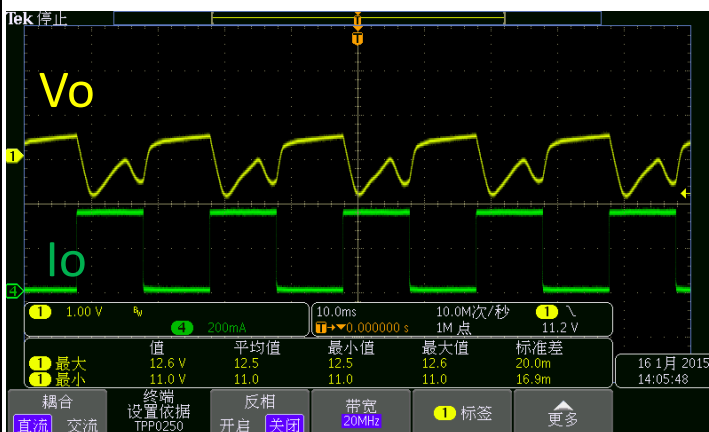 Tek 停止
T
T
Vo
1
Io
4
1 1.00 V BW
4 200mA
10.0ms 10.0M次/秒 1
T→▼0.000000 s 1M 点 11.2 V
值 平均值 最小值 最大值 标准差
1 最大 12.6 V 12.5 12.5 12.6 20.0m
1 最小 11.0 V 11.0 11.0 11.0 16.9m
16 1月 2015
14:05:48
耦合
直流 交流
终端
设置依据
TPP0250
反相
开启 关闭
带宽
20MHz
1 标签
更多